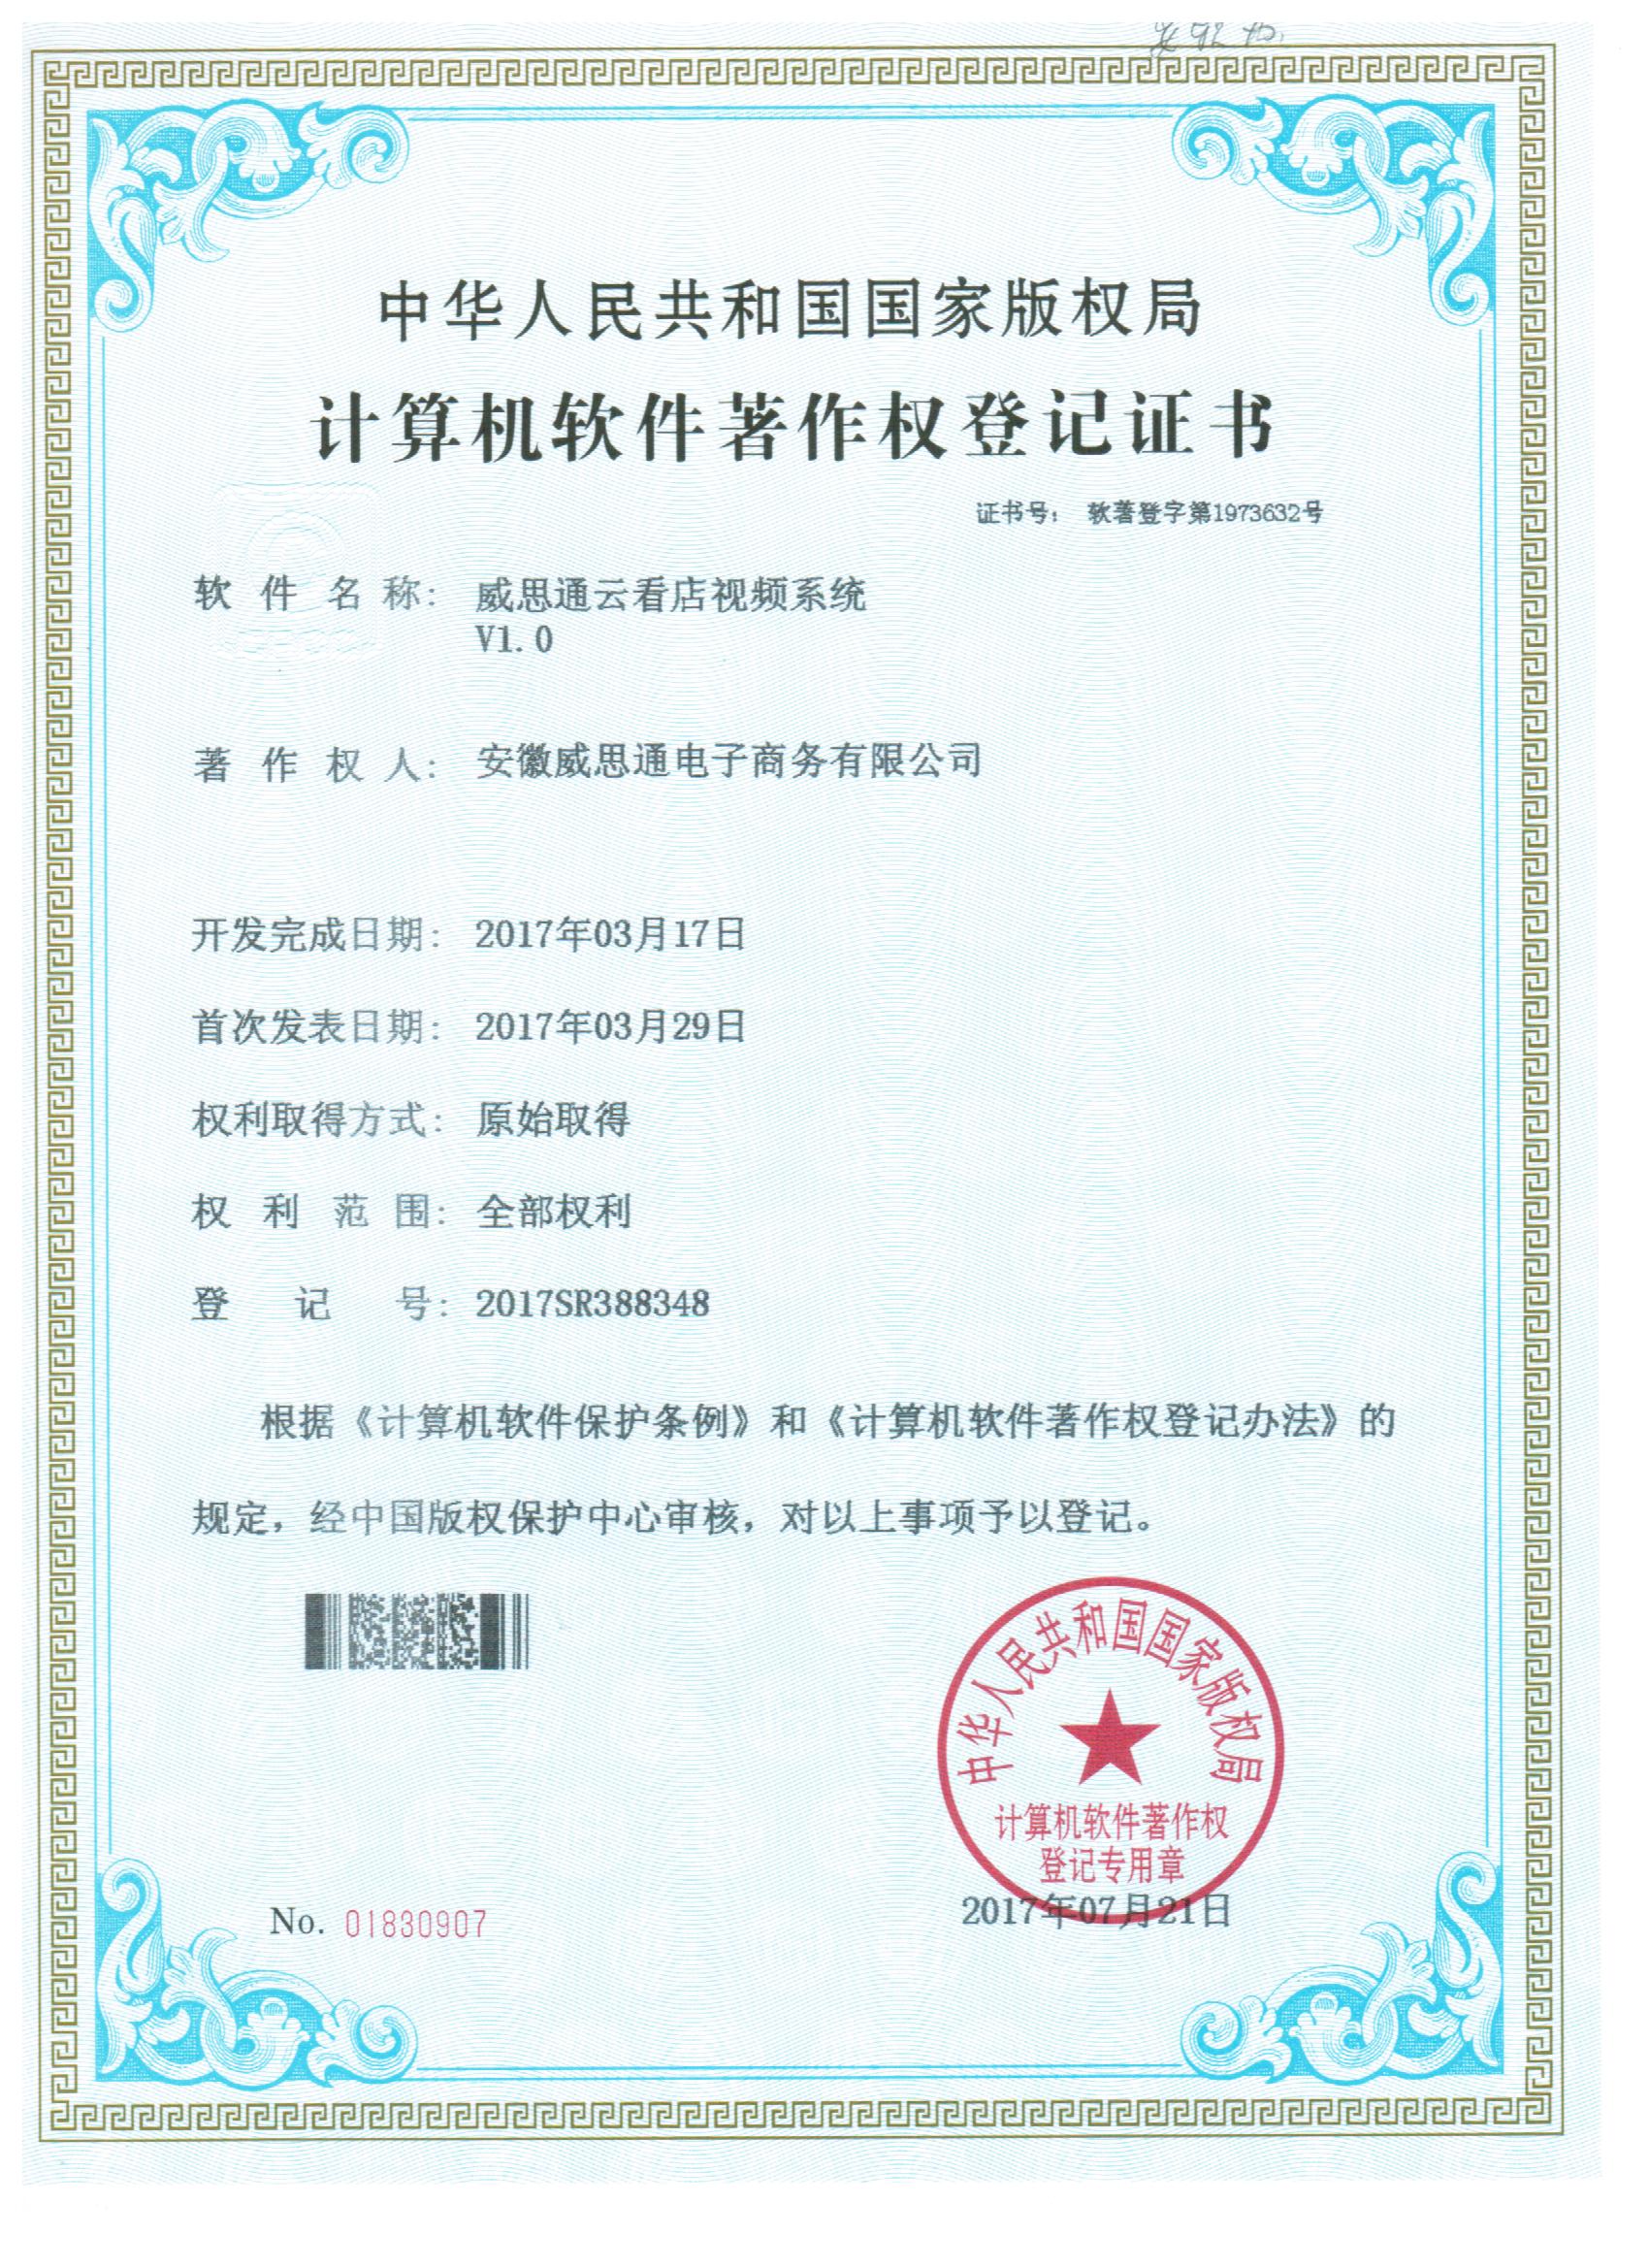 中华人民共和国国家版权局
计算机软件著作权登记证书
证书号： 软著登字第1973632号
软件名称： 威思通云看店视频系统
V1.0
著作权人： 安徽威思通电子商务有限公司
开发完成日期： 2017年03月17日
首次发表日期： 2017年03月29日
权利取得方式： 原始取得
权利范围： 全部权利
登记号： 2017SR388348
根据《计算机软件保护条例》和《计算机软件著作权登记办法》的
规定，经中国版权保护中心审核，对以上事项予以登记。
中华人民共和国国家版权局
计算机软件著作权
登记专用章
No. 01830907
2017年07月21日